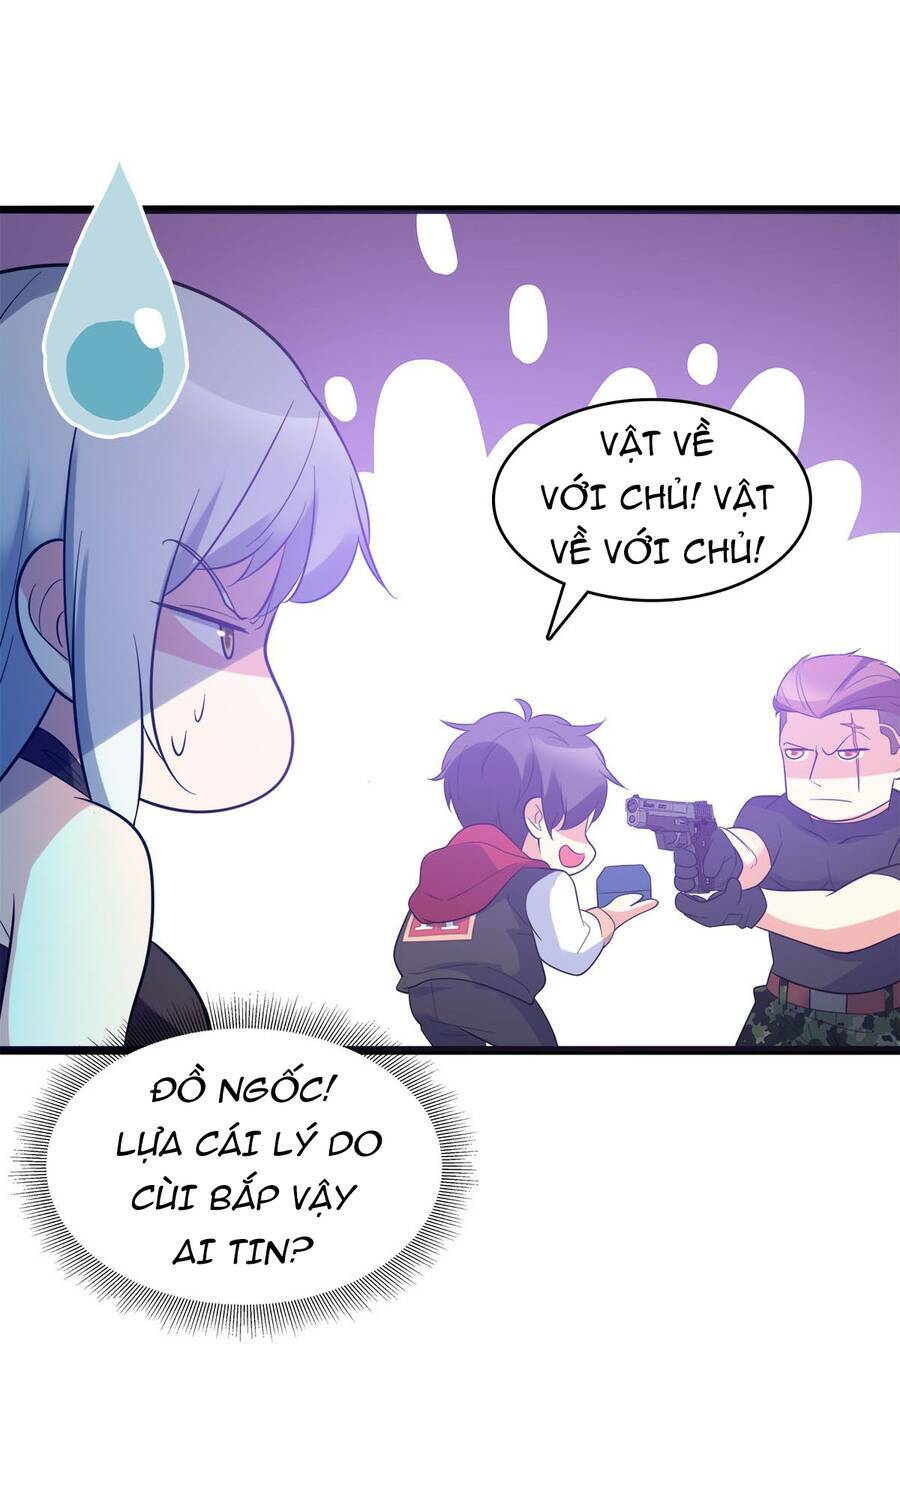 VẬT VỀ
VỚI CHỦ! VẬT
VỀ VỚI CHỦ!
ĐỒ NGỐC!
LỰA CÁI LÝ DO
CÙI BẮP VẬY
AI TIN?